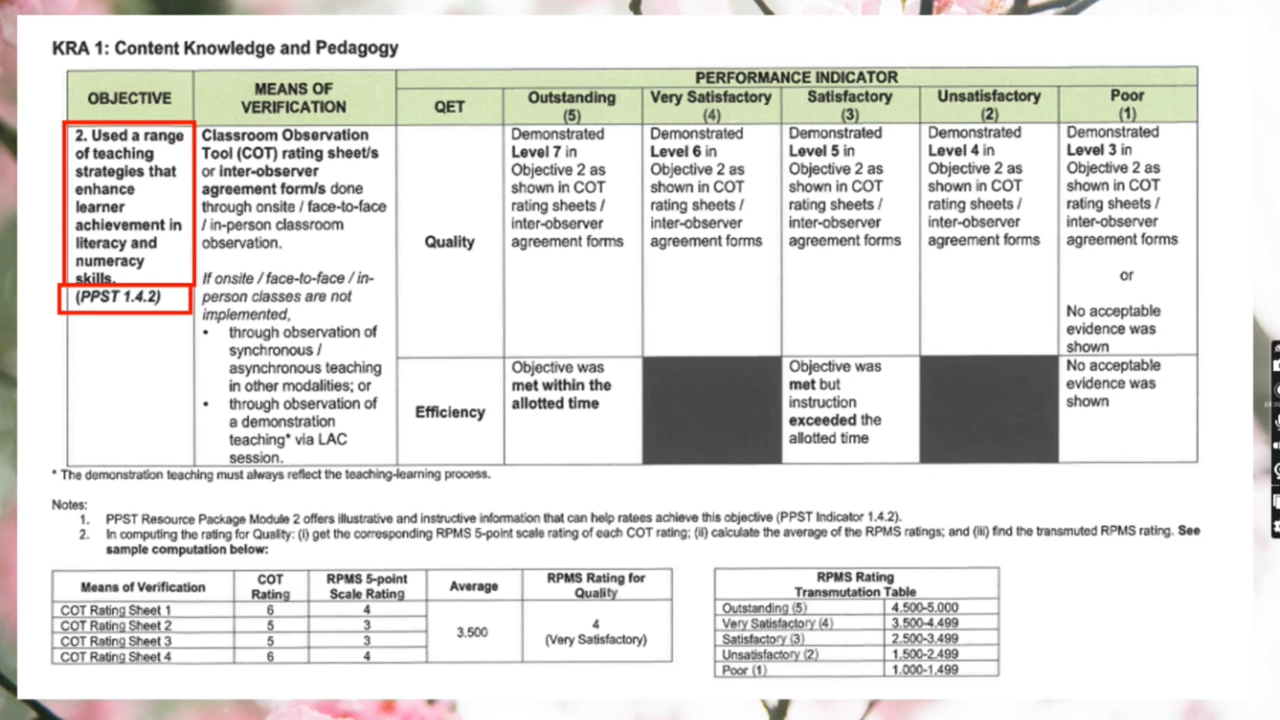 KRA 1: Content Knowledge and Pedagogy
OBJECTIVE
MEANS OF
VERIFICATION
PERFORMANCE INDICATOR
QET
Outstanding
(5)
Very Satisfactory
(4)
Satisfactory
(3)
Unsatisfactory
(2)
Poor
(1)
2. Used a range
of teaching
strategies that
enhance
learner
achievement in
literacy and
numeracy
skills.
(PPST 1.4.2)
Classroom Observation
Tool (COT) rating sheet/s
or inter-observer
agreement form/s done
through onsite / face-to-face
/ in-person classroom
observation.
If onsite / face-to-face / in-
person classes are not
implemented,
• through observation of
synchronous /
asynchronous teaching
in other modalities; or
• through observation of
a demonstration
teaching* via LAC
session.
Quality
Demonstrated
Level 7 in
Objective 2 as
shown in COT
rating sheets /
inter-observer
agreement forms
Demonstrated
Level 6 in
Objective 2 as
shown in COT
rating sheets /
inter-observer
agreement forms
Demonstrated
Level 5 in
Objective 2 as
shown in COT
rating sheets /
inter-observer
agreement forms
Demonstrated
Level 4 in
Objective 2 as
shown in COT
rating sheets /
inter-observer
agreement forms
Demonstrated
Level 3 in
Objective 2 as
shown in COT
rating sheets /
inter-observer
agreement forms
or
No acceptable
evidence was
shown
Efficiency
Objective was
met within the
allotted time
Objective was
met but
instruction
exceeded the
allotted time
No acceptable
evidence was
shown
* The demonstration teaching must always reflect the teaching-learning process.
Notes:
1. PPST Resource Package Module 2 offers illustrative and instructive information that can help ratees achieve this objective (PPST Indicator 1.4.2).
2. In computing the rating for Quality: (i) get the corresponding RPMS 5-point scale rating of each COT rating; (ii) calculate the average of the RPMS ratings; and (iii) find the transmuted RPMS rating. See
sample computation below:
Means of Verification
COT
Rating
RPMS 5-point
Scale Rating
Average
RPMS Rating for
Quality
COT Rating Sheet 1 6 4
COT Rating Sheet 2 5 3
COT Rating Sheet 3 5 3
COT Rating Sheet 4 6 4
3.500
4
(Very Satisfactory)
RPMS Rating
Transmutation Table
Outstanding (5) 4.500-5.000
Very Satisfactory (4) 3.500-4.499
Satisfactory (3) 2.500-3.499
Unsatisfactory (2) 1.500-2.499
Poor (1) 1.000-1.499